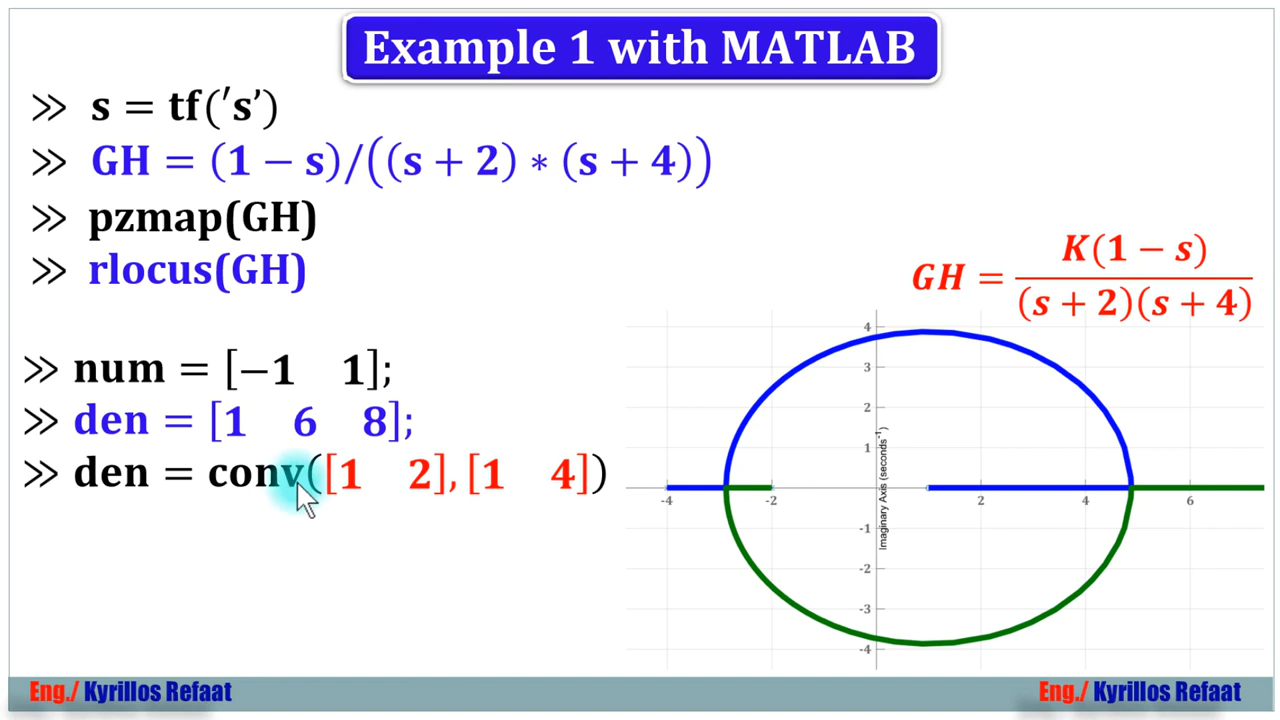 Example 1 with MATLAB
≫ s = tf(′s’)
≫ GH = (1 − s)/((s + 2) ∗ (s + 4))
≫ pzmap(GH)
≫ rlocus(GH)
GH = K(1 − s) / (s + 2)(s + 4)
≫ num = [−1 1];
≫ den = [1 6 8];
≫ den = conv([1 2], [1 4])
4
3
2
1
-4 -2 2 4 6
-1
-2
-3
-4
Imaginary Axis (seconds⁻¹)
Eng./ Kyrillos Refaat
Eng./ Kyrillos Refaat